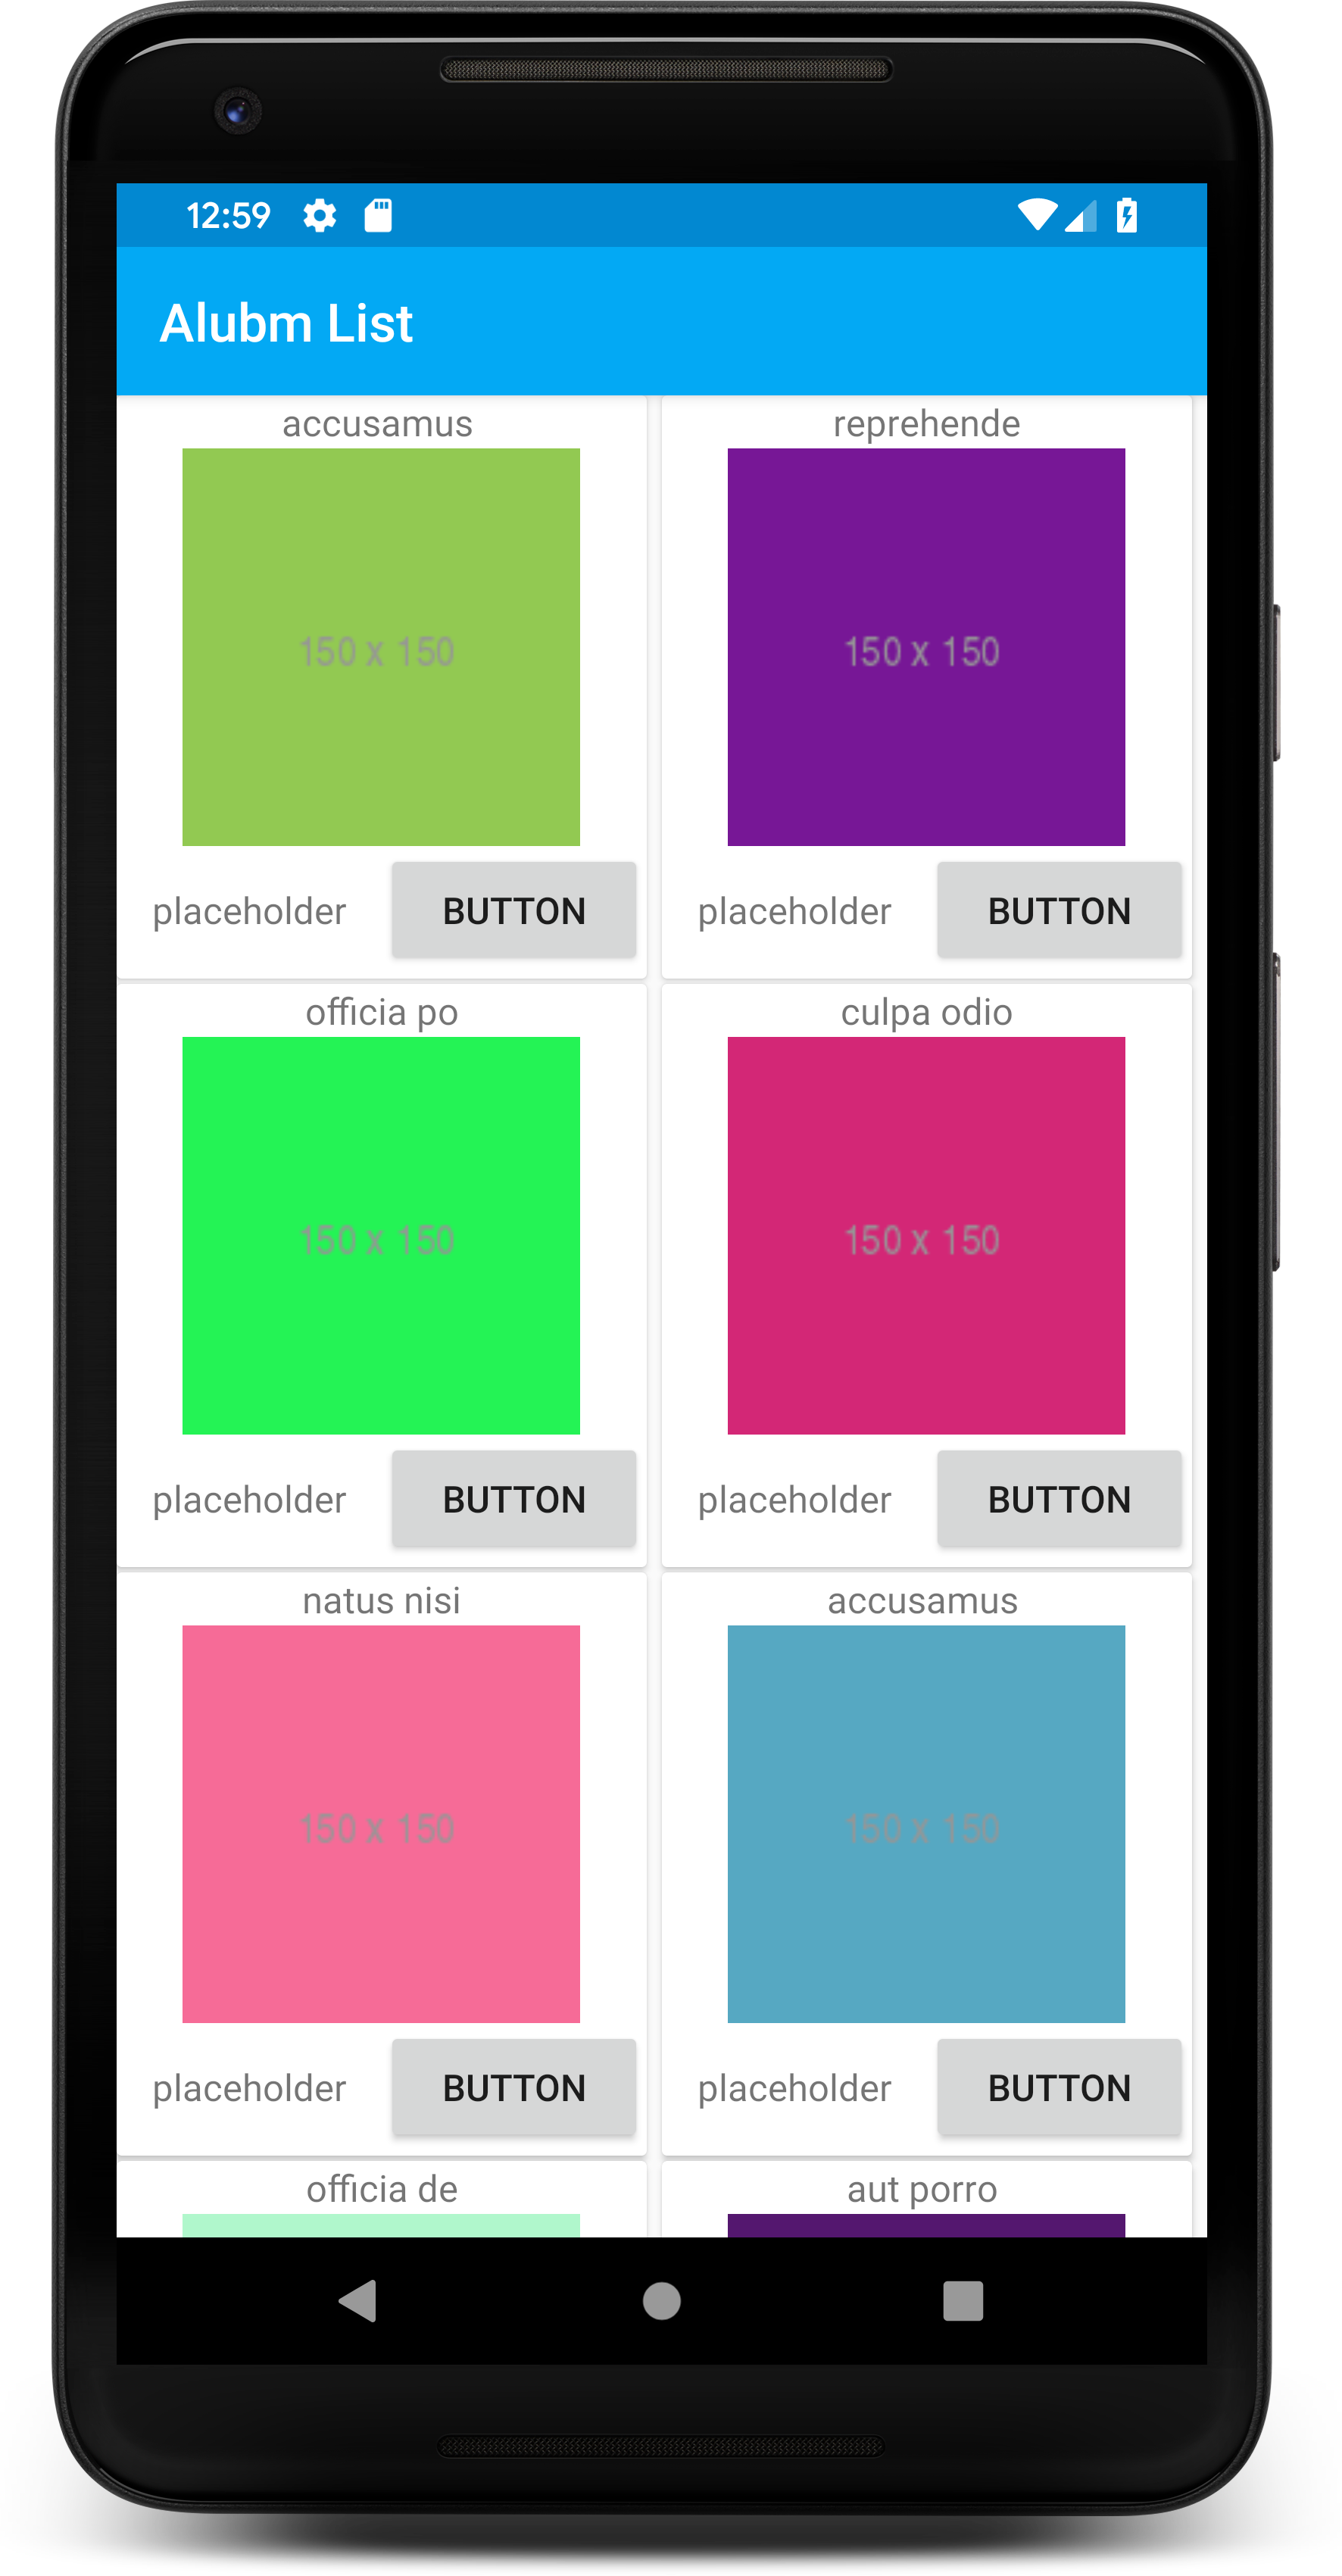 12:59
Alubm List
accusamus
reprehende
150 x 150
150 x 150
placeholder
BUTTON
placeholder
BUTTON
officia po
culpa odio
150 x 150
150 x 150
placeholder
BUTTON
placeholder
BUTTON
natus nisi
accusamus
150 x 150
150 x 150
placeholder
BUTTON
placeholder
BUTTON
officia de
aut porro